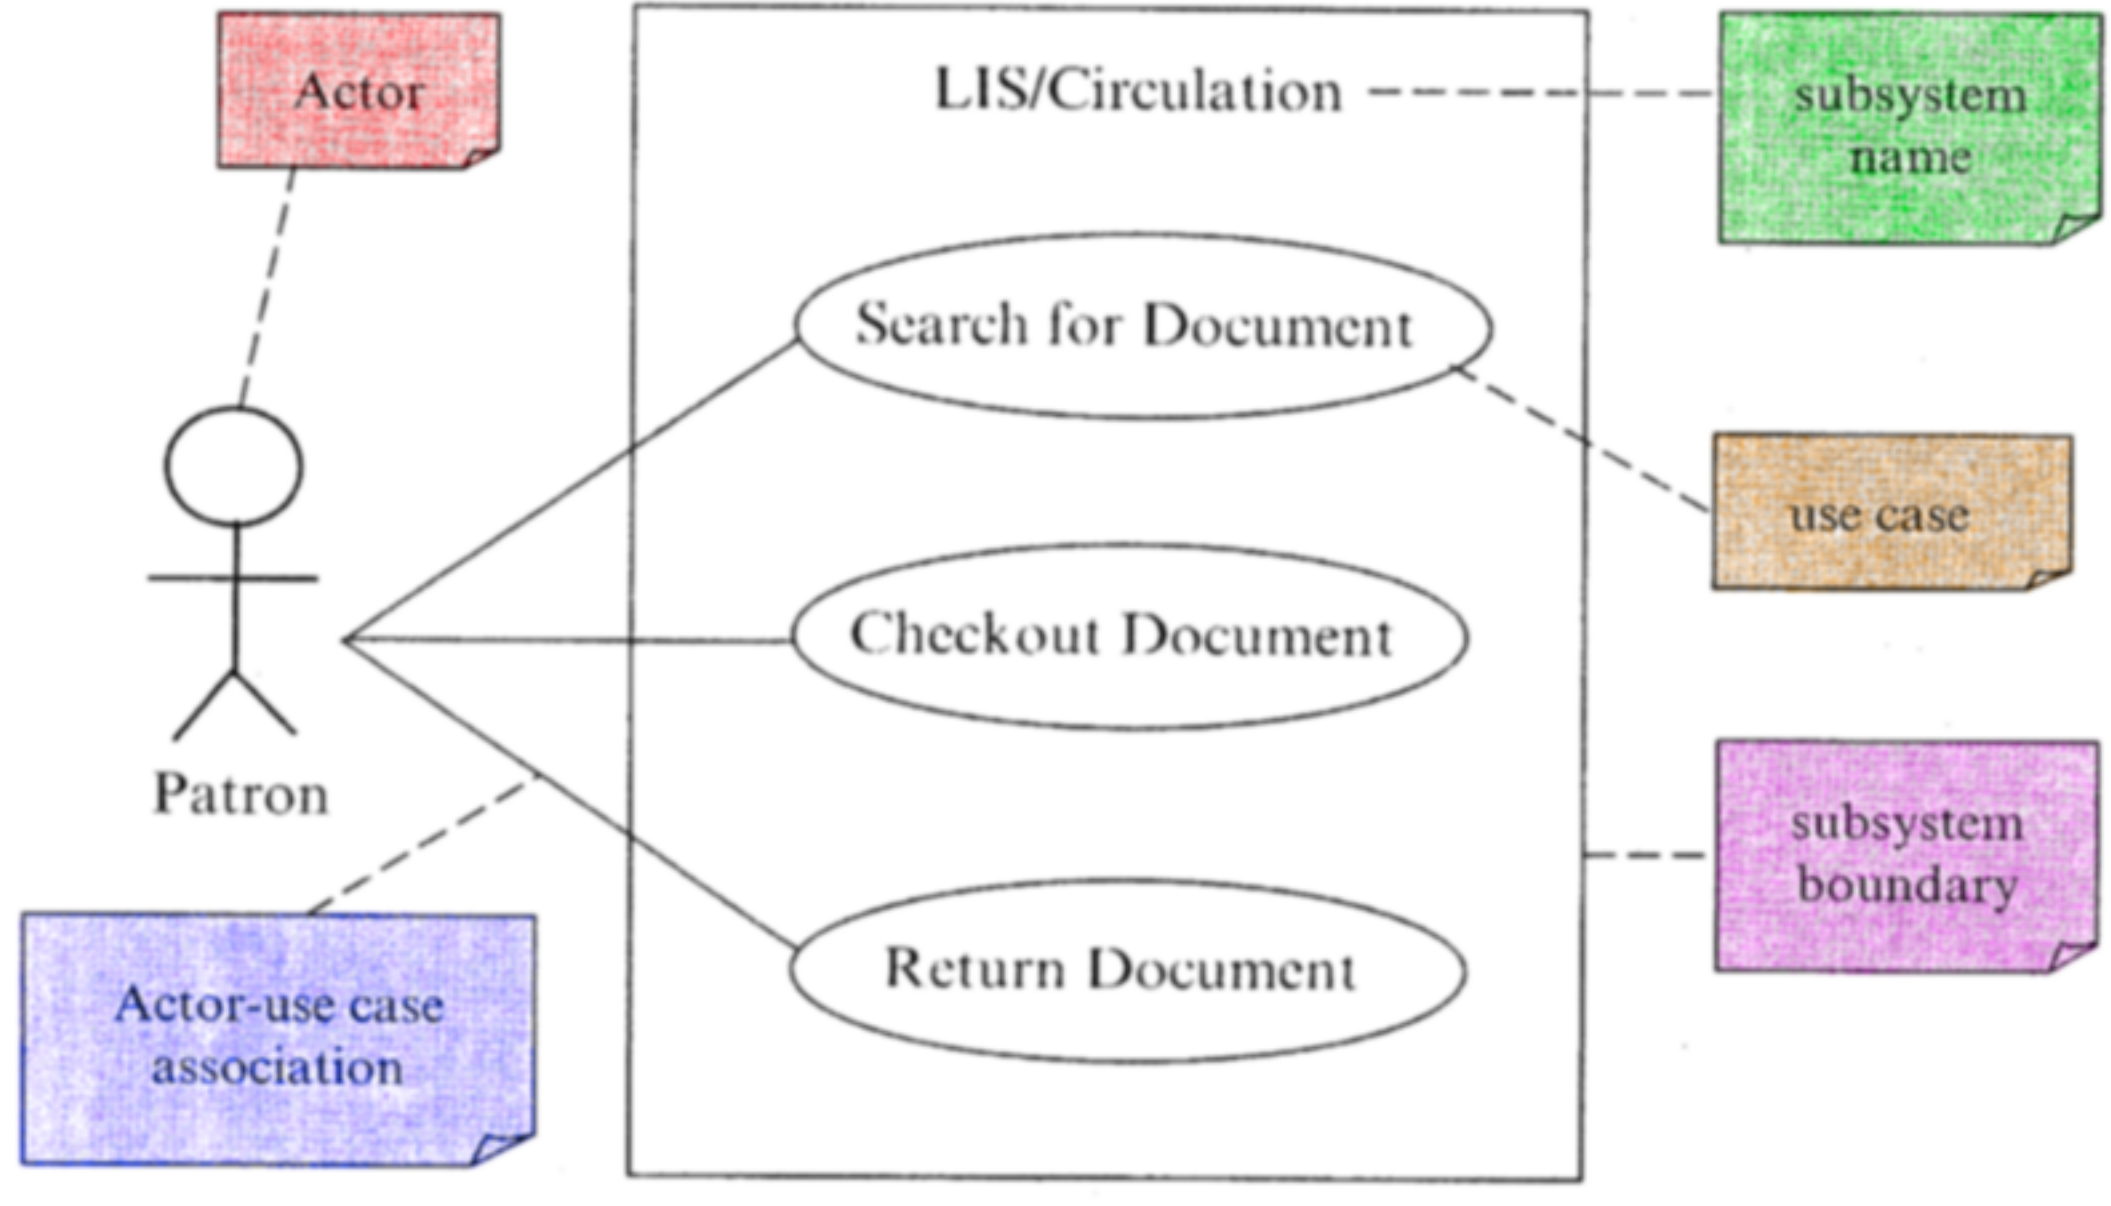 Actor
LIS/Circulation
subsystem
name
Search for Document
use case
Checkout Document
Patron
subsystem
boundary
Return Document
Actor-use case
association